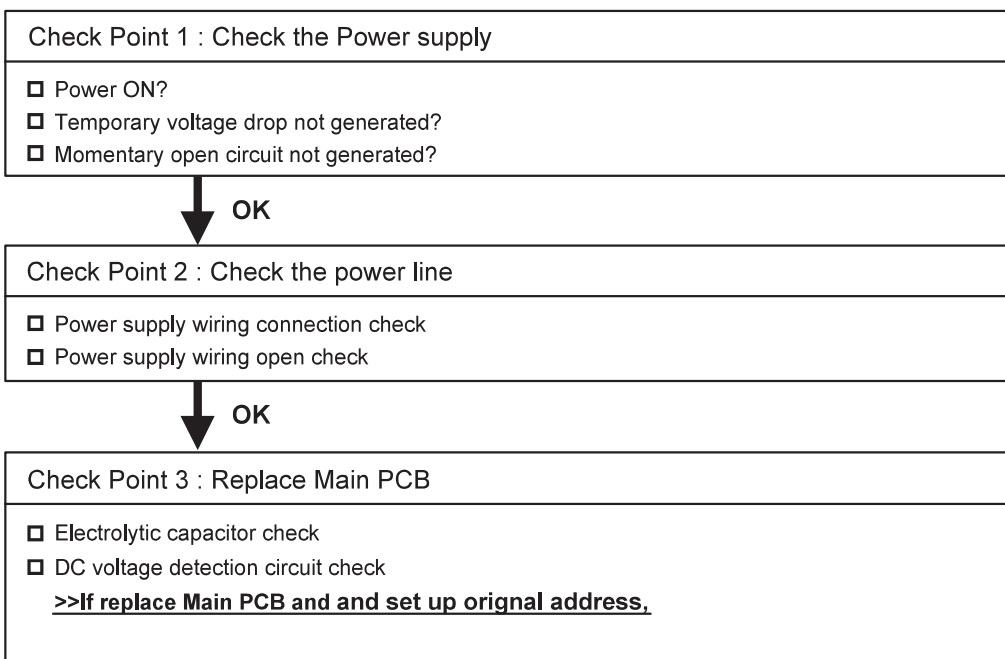 Check Point 1 : Check the Power supply
Power ON?
Temporary voltage drop not generated?
Momentary open circuit not generated?
OK
Check Point 2 : Check the power line
Power supply wiring connection check
Power supply wiring open check
OK
Check Point 3 : Replace Main PCB
Electrolytic capacitor check
DC voltage detection circuit check
>>If replace Main PCB and and set up orignal address,